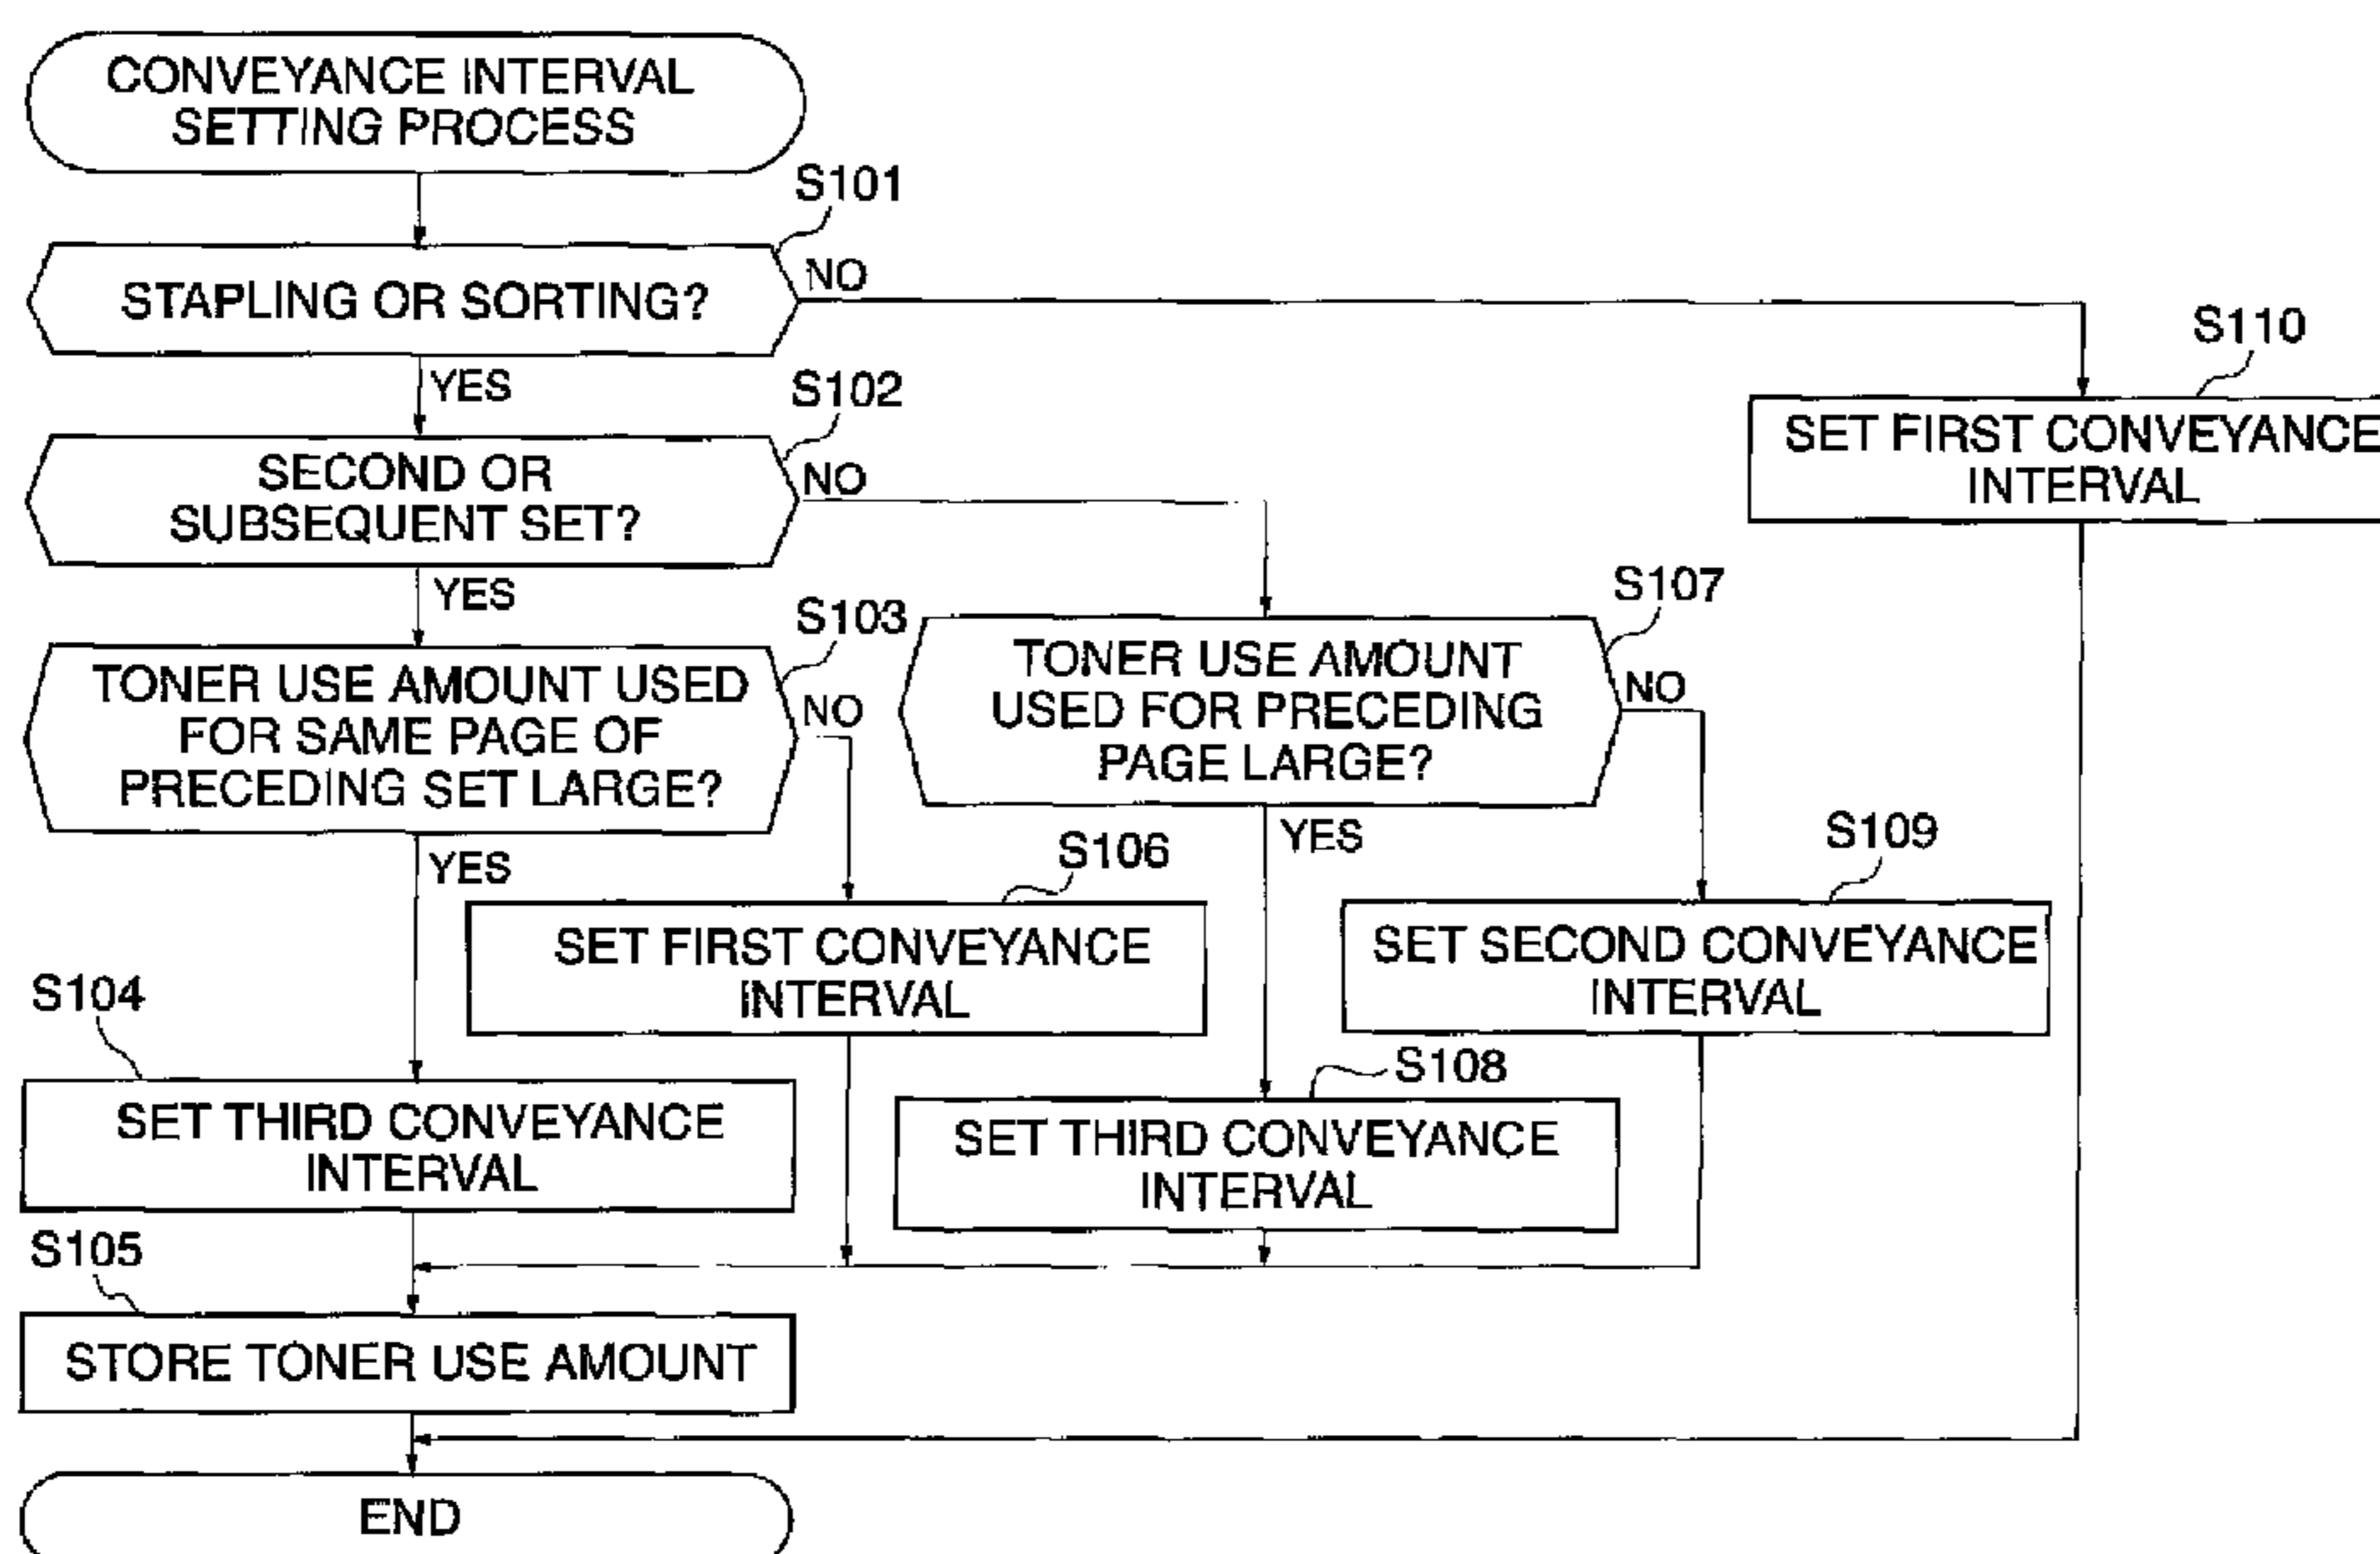 CONVEYANCE INTERVAL
SETTING PROCESS
S101
STAPLING OR SORTING?
NO
YES
S110
SET FIRST CONVEYANCE
INTERVAL
S102
SECOND OR
SUBSEQUENT SET?
NO
YES
S103
TONER USE AMOUNT USED
FOR SAME PAGE OF
PRECEDING SET LARGE?
NO
YES
S107
TONER USE AMOUNT
USED FOR PRECEDING
PAGE LARGE?
NO
YES
S106
SET FIRST CONVEYANCE
INTERVAL
S109
SET SECOND CONVEYANCE
INTERVAL
S104
SET THIRD CONVEYANCE
INTERVAL
S108
SET THIRD CONVEYANCE
INTERVAL
S105
STORE TONER USE AMOUNT
END